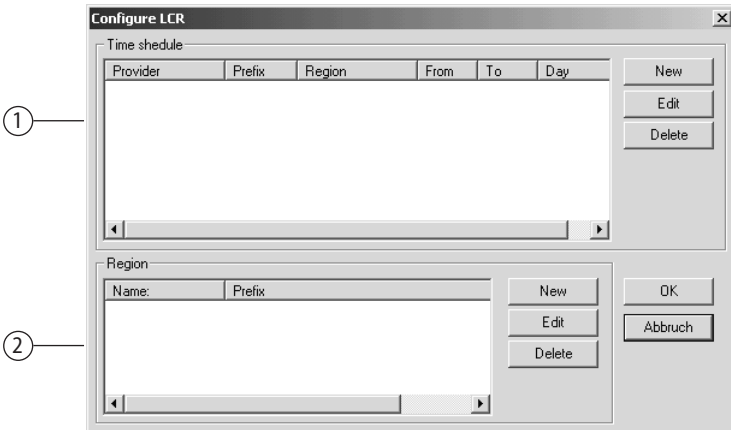 Configure LCR
Time shedule
Provider Prefix Region From To Day
New
Edit
Delete
1
Region
Name: Prefix
New
Edit
Delete
OK
Abbruch
2